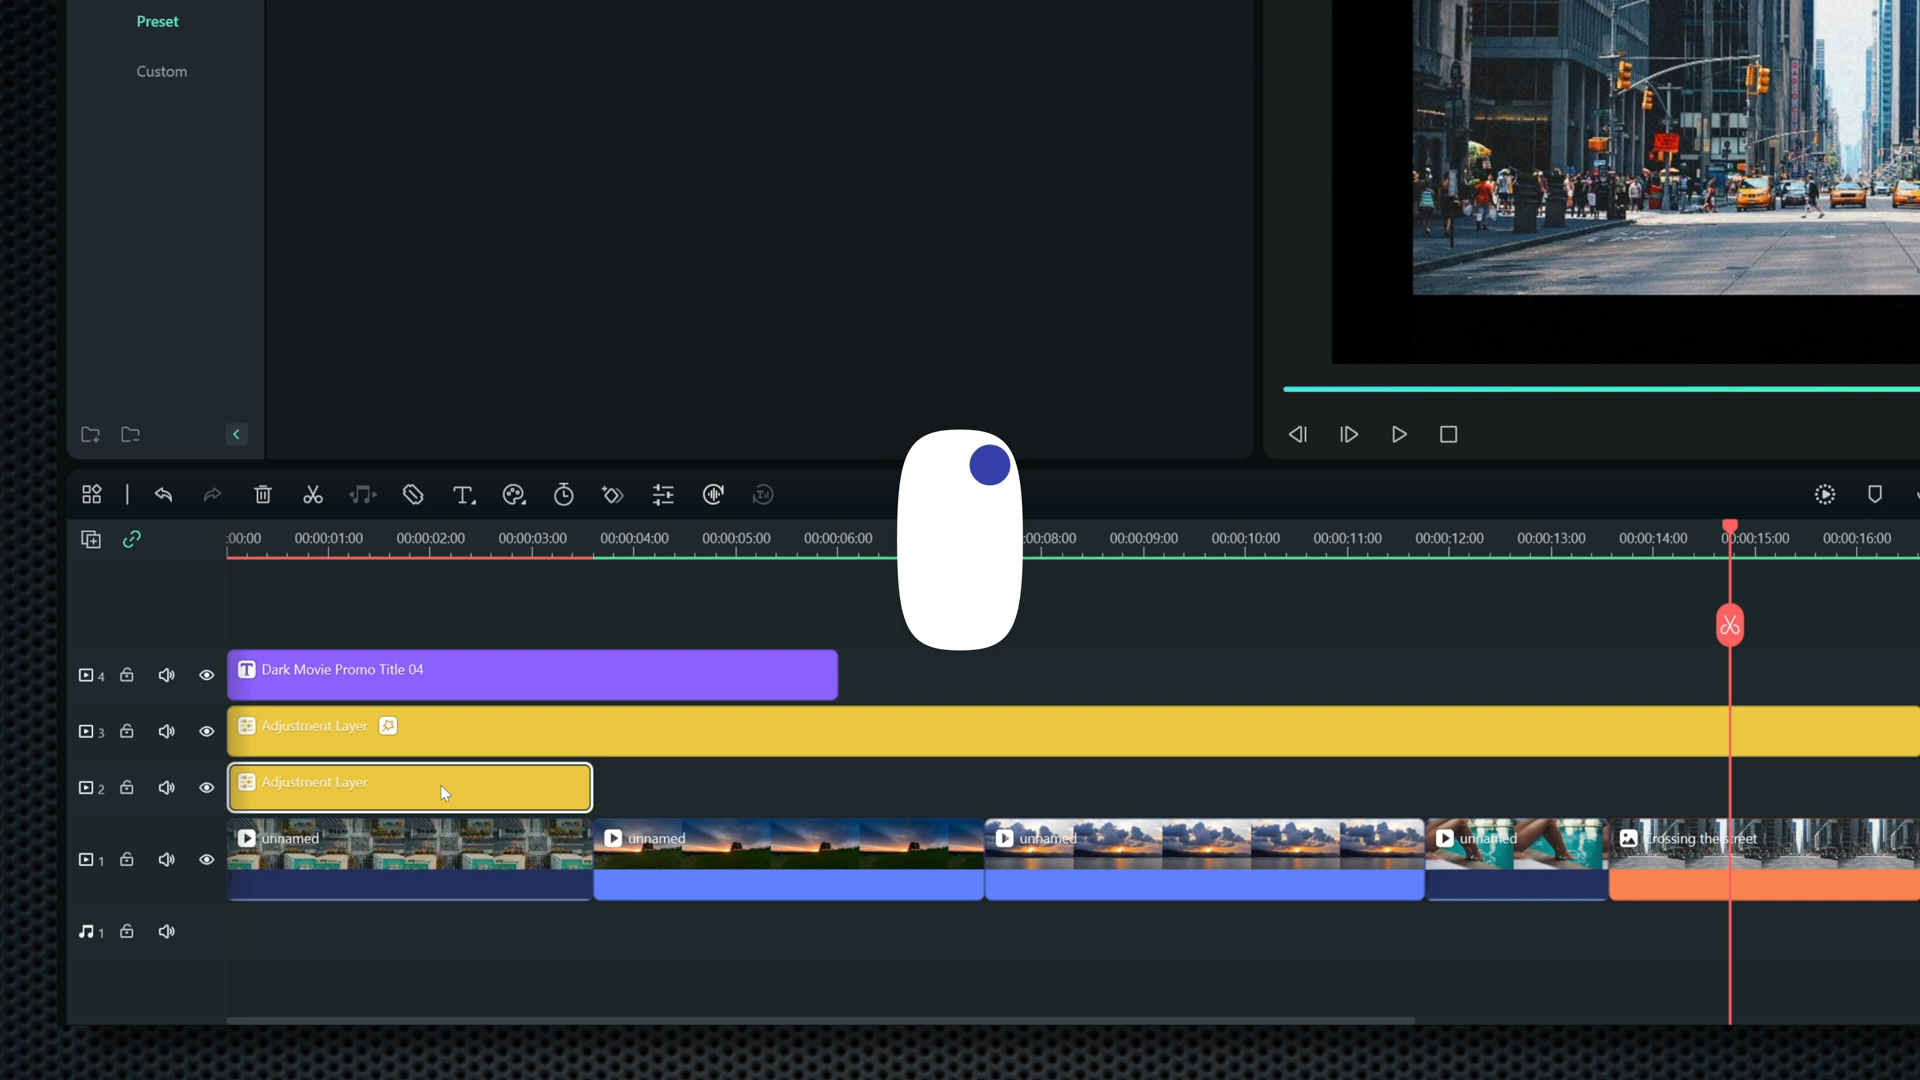 Preset
Custom
:00:00 00:00:01:00 00:00:02:00 00:00:03:00 00:00:04:00 00:00:05:00 00:00:06:00 :00:08:00 00:00:09:00 00:00:10:00 00:00:11:00 00:00:12:00 00:00:13:00 00:00:14:00 00:00:15:00 00:00:16:00
4 Dark Movie Promo Title 04
3 Adjustment Layer
2 Adjustment Layer
1 unnamed unnamed unnamed unnamed Crossing the street
1